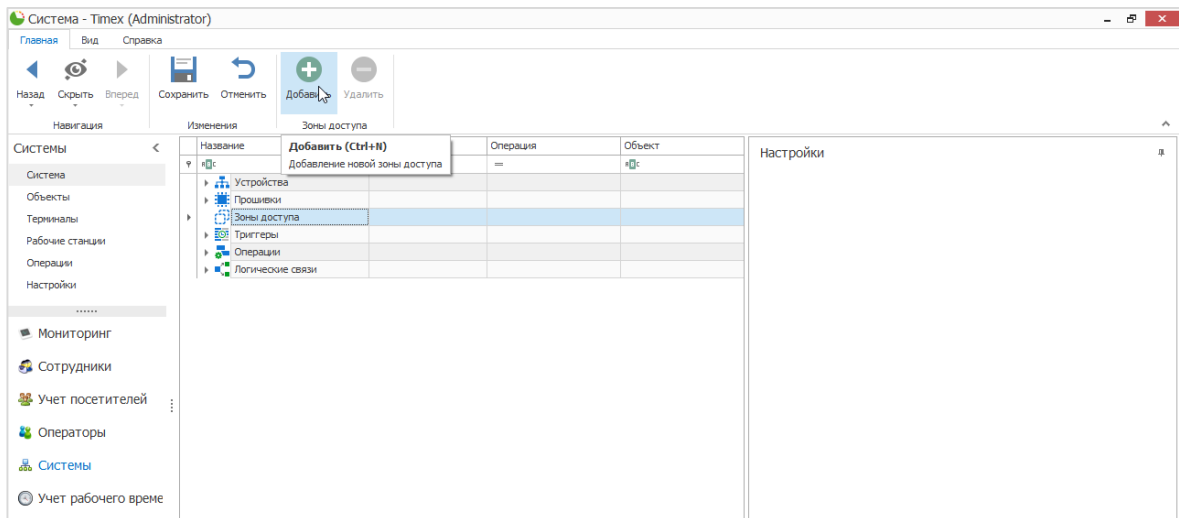 Система - Timex (Administrator)
Главная Вид Справка
Назад Скрыть Вперед Сохранить Отменить Добавить Удалить
Навигация Изменения Зоны доступа
Системы
Система
Объекты
Терминалы
Рабочие станции
Операции
Настройки
Мониторинг
Сотрудники
Учет посетителей
Операторы
Системы
Учет рабочего време
Название Операция Объект
Добавить (Ctrl+N)
Добавление новой зоны доступа
Устройства
Прошивки
Зоны доступа
Триггеры
Операции
Логические связи
Настройки